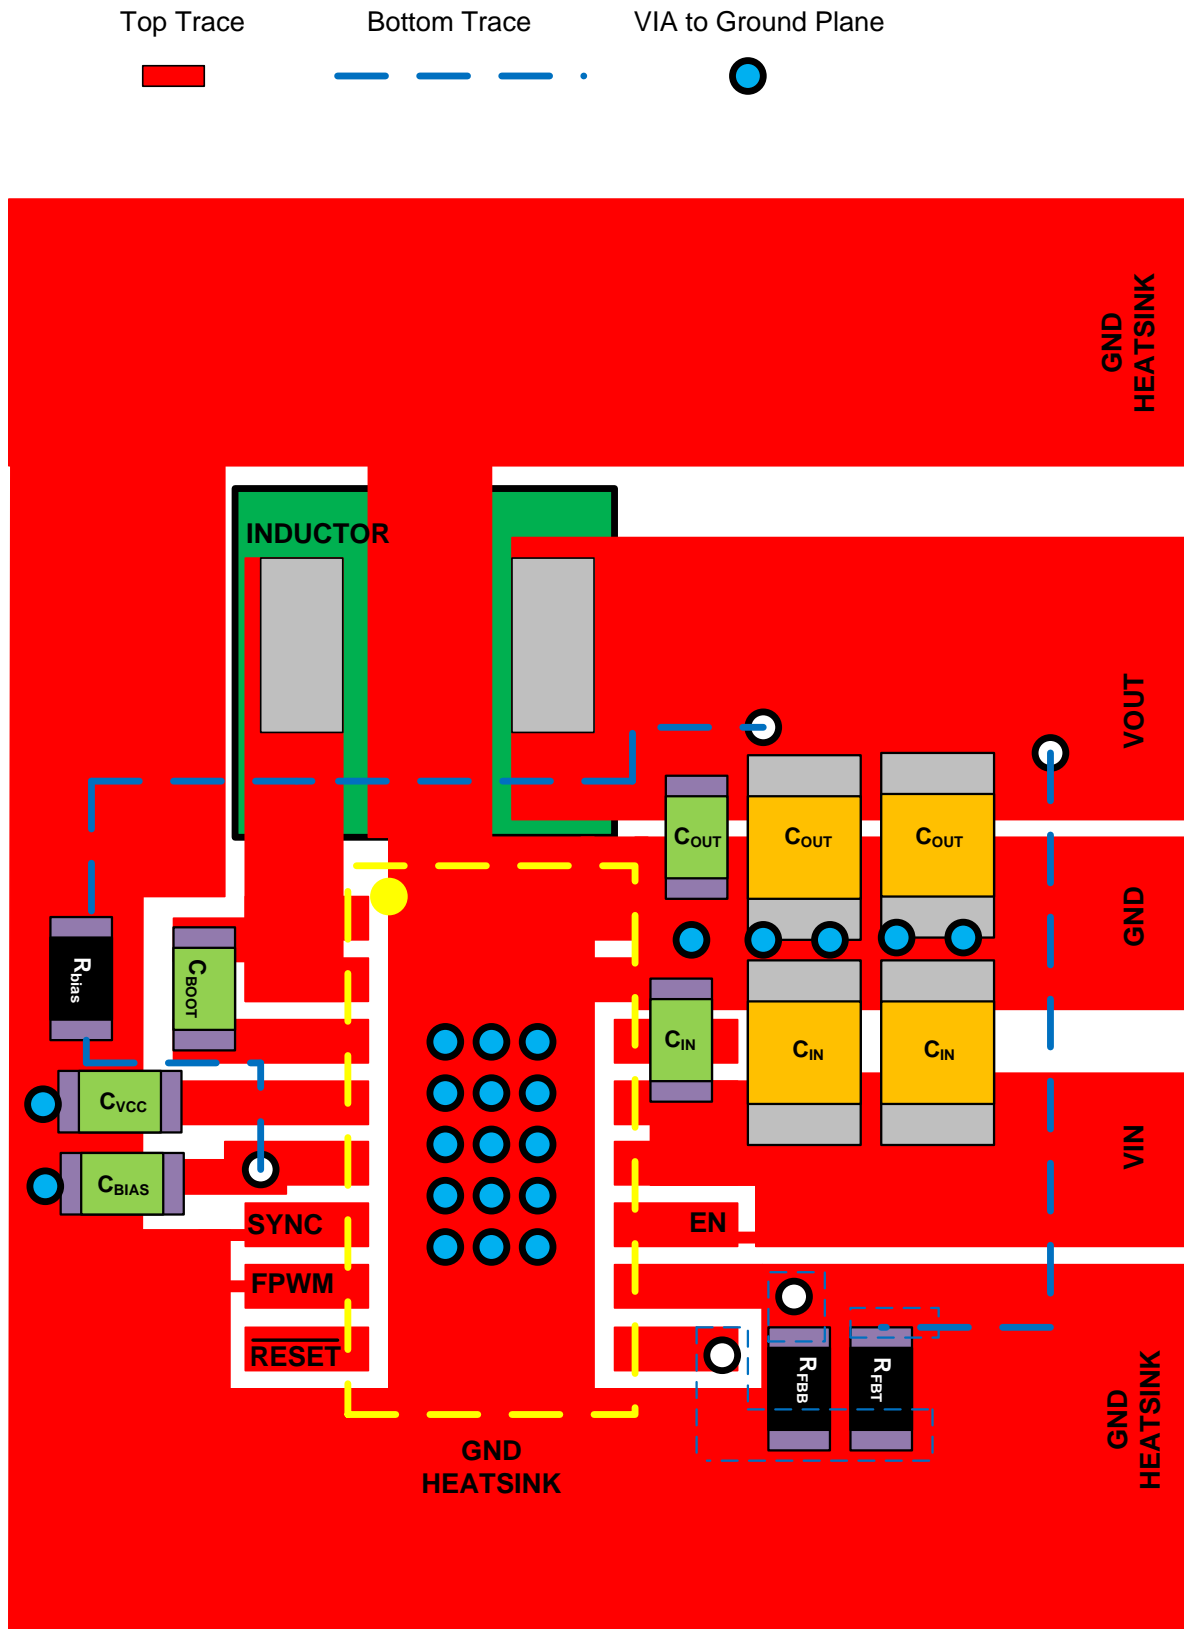 Top Trace
Bottom Trace
VIA to Ground Plane
GND
HEATSINK
INDUCTOR
VOUT
COUT
COUT
COUT
GND
Rbias
CBOOT
CIN
CIN
CIN
CVCC
VIN
CBIAS
SYNC
EN
FPWM
RESET
RFBB
RFBT
GND
HEATSINK
GND
HEATSINK